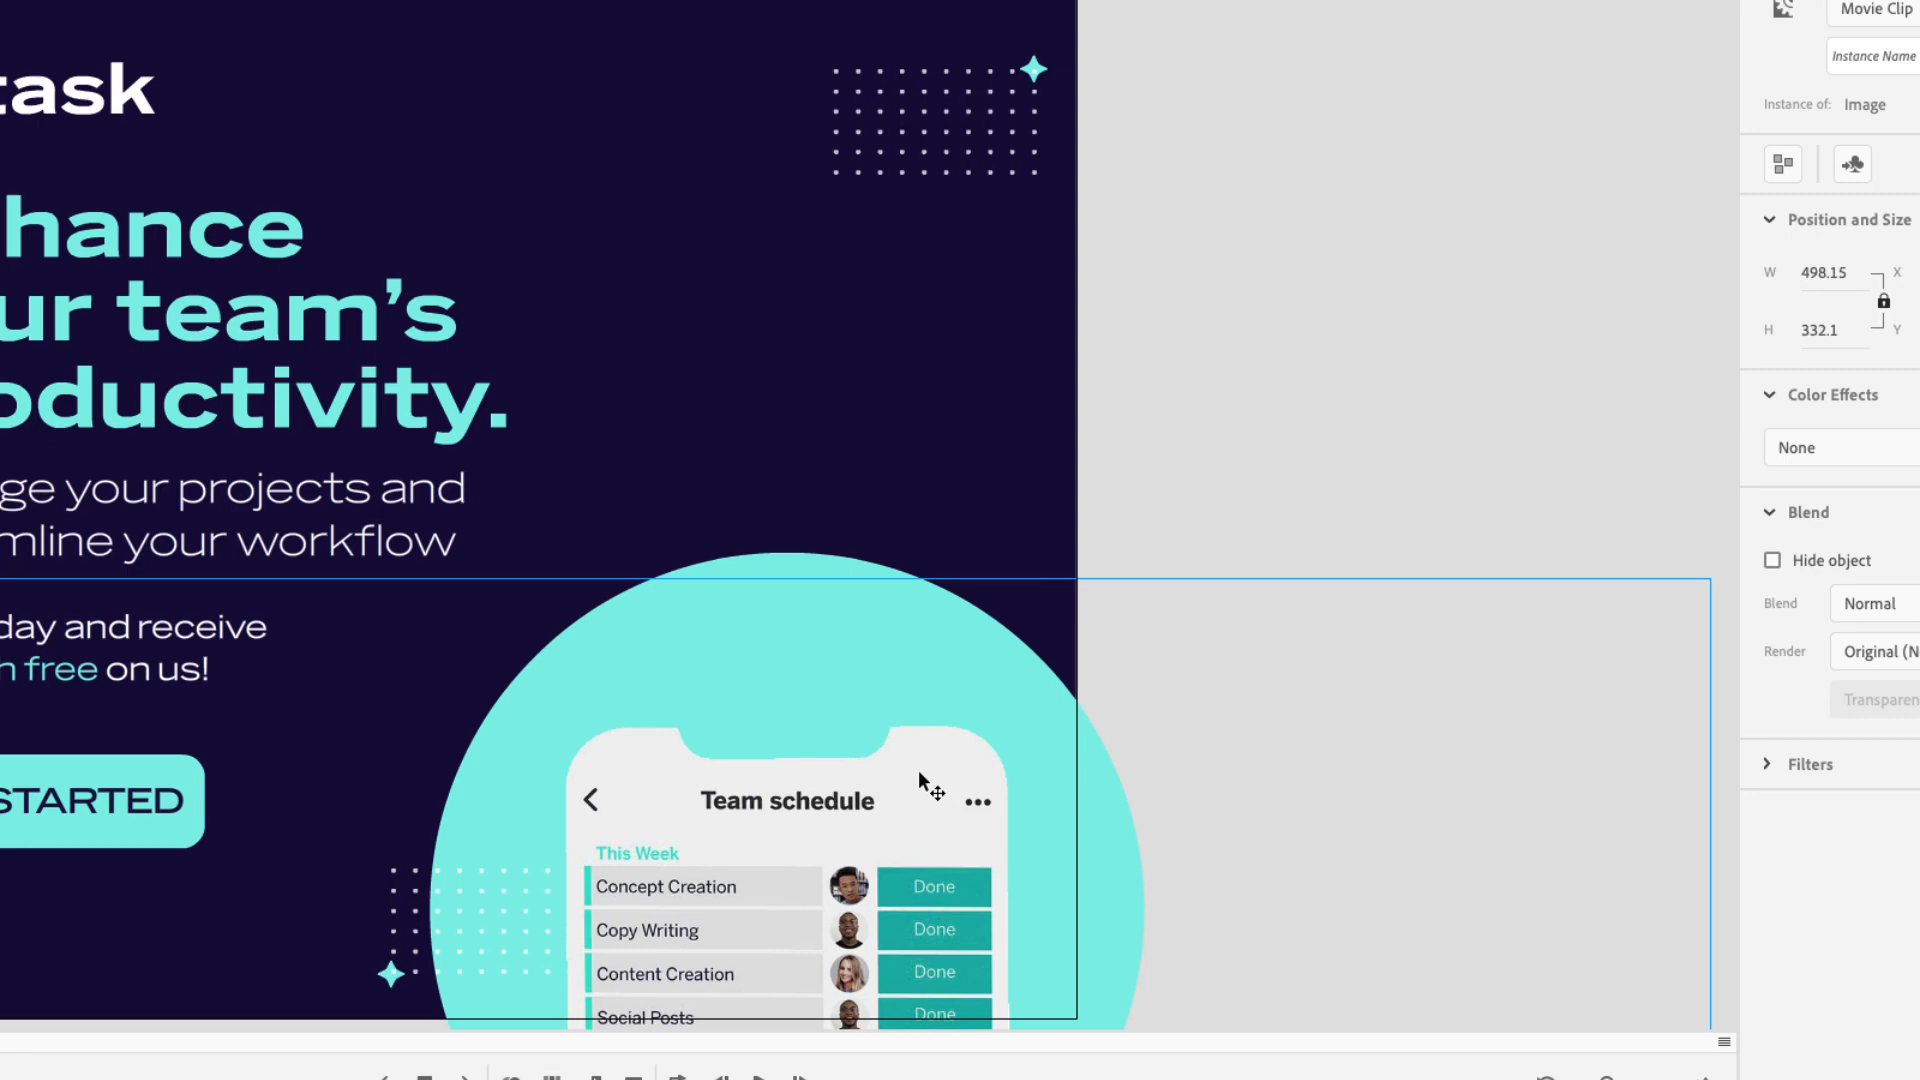 task
hance
ur team's
oductivity.
ge your projects and
mline your workflow
day and receive
h free on us!
STARTED
Team schedule
This Week
Concept Creation
Done
Copy Writing
Done
Content Creation
Done
Social Posts
Done
Movie Clip
Instance Name
Instance of: Image
Position and Size
W 498.15 X
H 332.1 Y
Color Effects
None
Blend
Hide object
Blend Normal
Render Original (N
Transparen
Filters